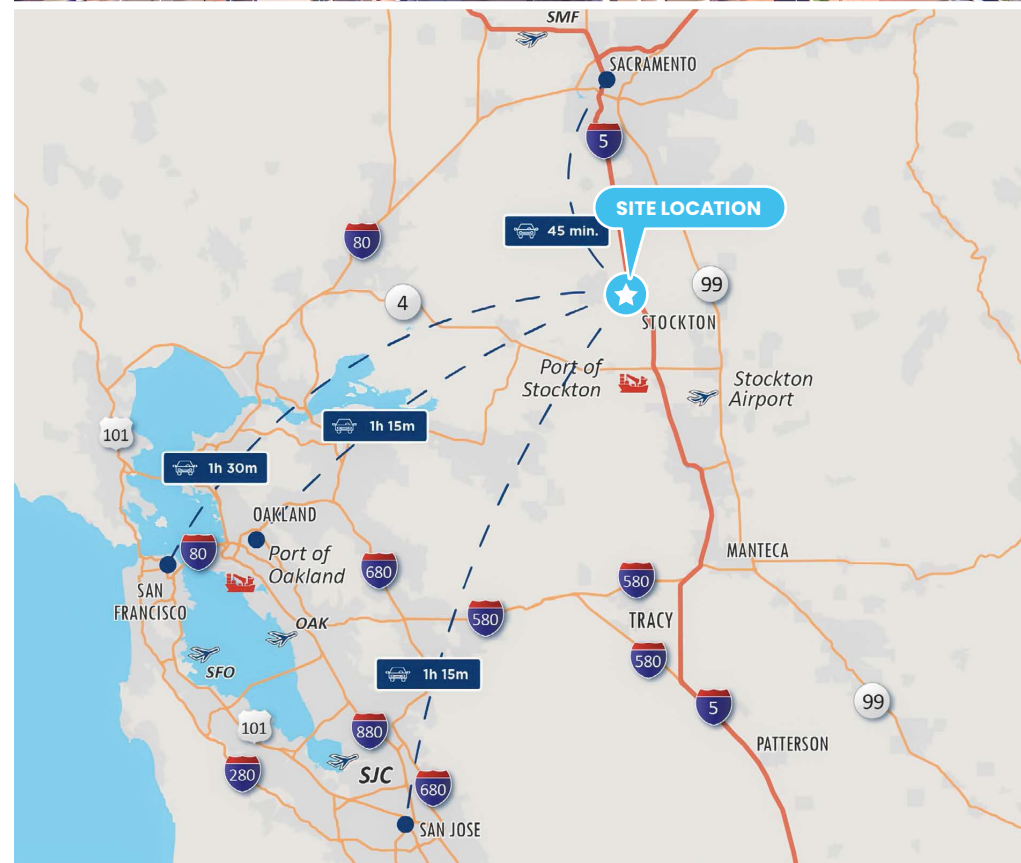 SMF
SACRAMENTO
5
SITE LOCATION
45 min.
80
99
4
STOCKTON
Port of
Stockton
Stockton
Airport
1h 15m
101
1h 30m
OAKLAND
Port of
Oakland
80
MANTECA
680
580
SAN
FRANCISCO
580
TRACY
OAK
580
SFO
1h 15m
99
5
101
880
PATTERSON
280
SJC
680
SAN JOSE